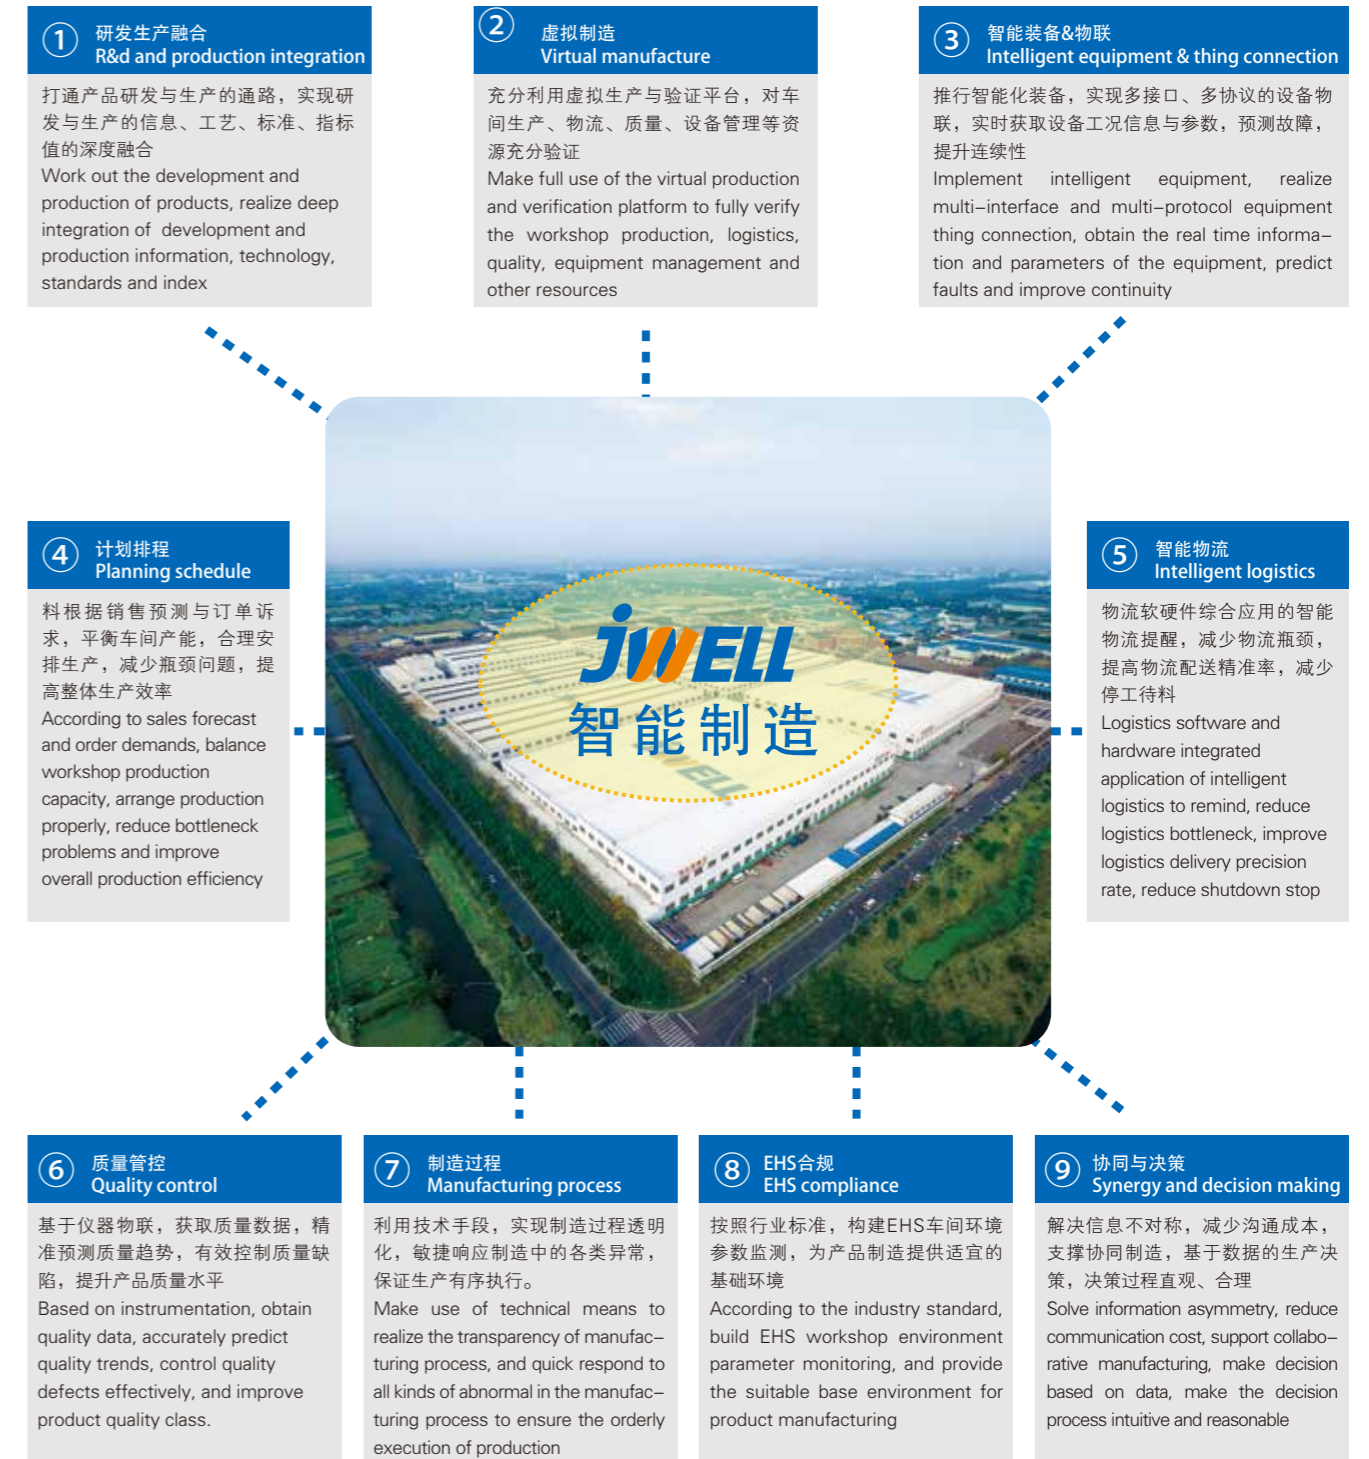 ① 研发生产融合
R&d and production integration
打通产品研发与生产的通路，实现研
发与生产的信息、工艺、标准、指标
值的深度融合
Work out the development and
production of products, realize deep
integration of development and
production information, technology,
standards and index
② 虚拟制造
Virtual manufacture
充分利用虚拟生产与验证平台，对车
间生产、物流、质量、设备管理等资
源充分验证
Make full use of the virtual production
and verification platform to fully verify
the workshop production, logistics,
quality, equipment management and
other resources
③ 智能装备&物联
Intelligent equipment & thing connection
推行智能化装备，实现多接口、多协议的设备物
联，实时获取设备工况信息与参数，预测故障，
提升连续性
Implement intelligent equipment, realize
multi-interface and multi-protocol equipment
thing connection, obtain the real time informa-
tion and parameters of the equipment, predict
faults and improve continuity
④ 计划排程
Planning schedule
料根据销售预测与订单诉
求，平衡车间产能，合理安
排生产，减少瓶颈问题，提
高整体生产效率
According to sales forecast
and order demands, balance
workshop production
capacity, arrange production
properly, reduce bottleneck
problems and improve
overall production efficiency
JWELL
智能制造
JWELL
⑤ 智能物流
Intelligent logistics
物流软硬件综合应用的智能
物流提醒，减少物流瓶颈，
提高物流配送精准率，减少
停工待料
Logistics software and
hardware integrated
application of intelligent
logistics to remind, reduce
logistics bottleneck, improve
logistics delivery precision
rate, reduce shutdown stop
⑥ 质量管控
Quality control
基于仪器物联，获取质量数据，精
准预测质量趋势，有效控制质量缺
陷，提升产品质量水平
Based on instrumentation, obtain
quality data, accurately predict
quality trends, control quality
defects effectively, and improve
product quality class.
⑦ 制造过程
Manufacturing process
利用技术手段，实现制造过程透明
化，敏捷响应制造中的各类异常，
保证生产有序执行。
Make use of technical means to
realize the transparency of manufac-
turing process, and quick respond to
all kinds of abnormal in the manufac-
turing process to ensure the orderly
execution of production
⑧ EHS合规
EHS compliance
按照行业标准，构建EHS车间环境
参数监测，为产品制造提供适宜的
基础环境
According to the industry standard,
build EHS workshop environment
parameter monitoring, and provide
the suitable base environment for
product manufacturing
⑨ 协同与决策
Synergy and decision making
解决信息不对称，减少沟通成本，
支撑协同制造，基于数据的生产决
策，决策过程直观、合理
Solve information asymmetry, reduce
communication cost, support collabo-
rative manufacturing, make decision
based on data, make the decision
process intuitive and reasonable